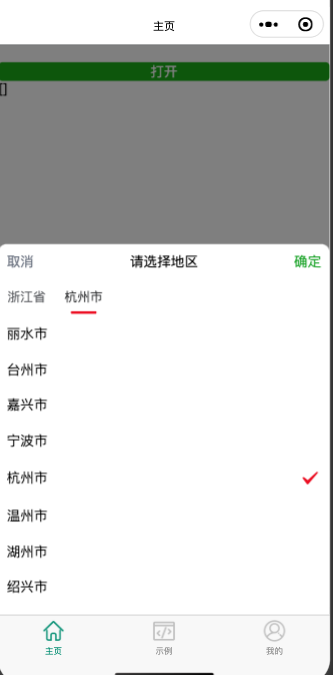 主页
打开
[]
取消 请选择地区 确定
浙江省 杭州市
丽水市
台州市
嘉兴市
宁波市
杭州市
温州市
湖州市
绍兴市
主页 示例 我的